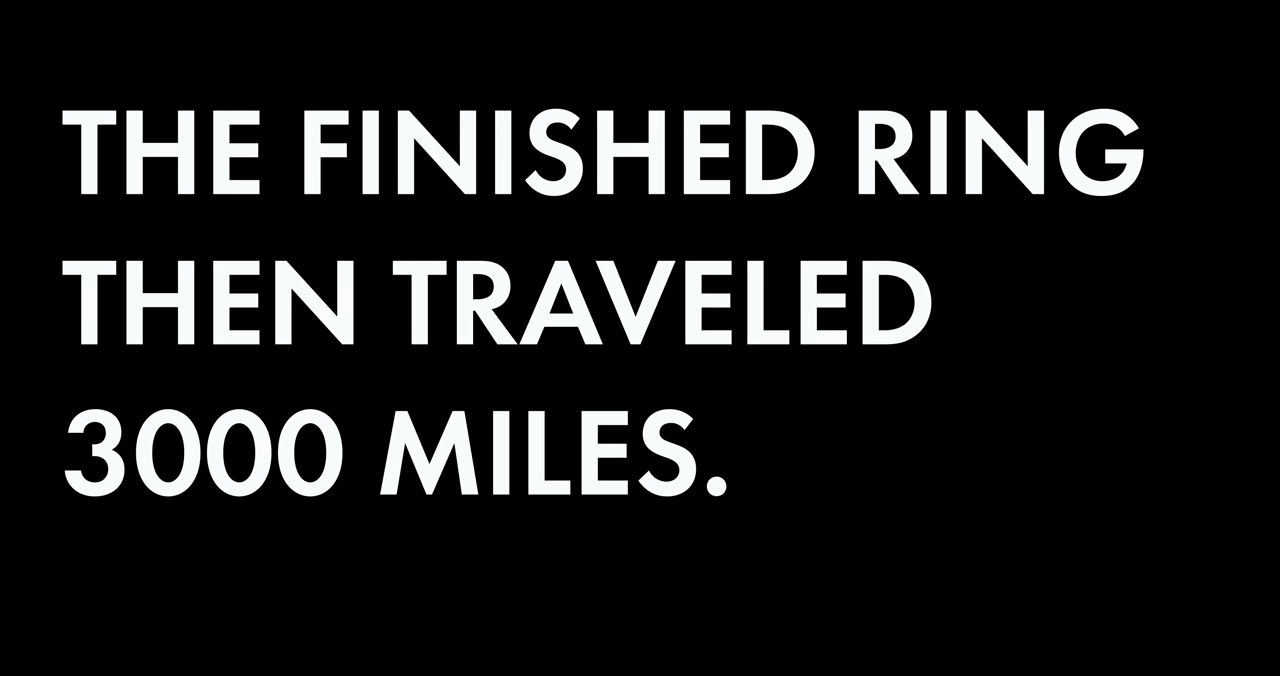 THE FINISHED RING
THEN TRAVELED
3000 MILES.